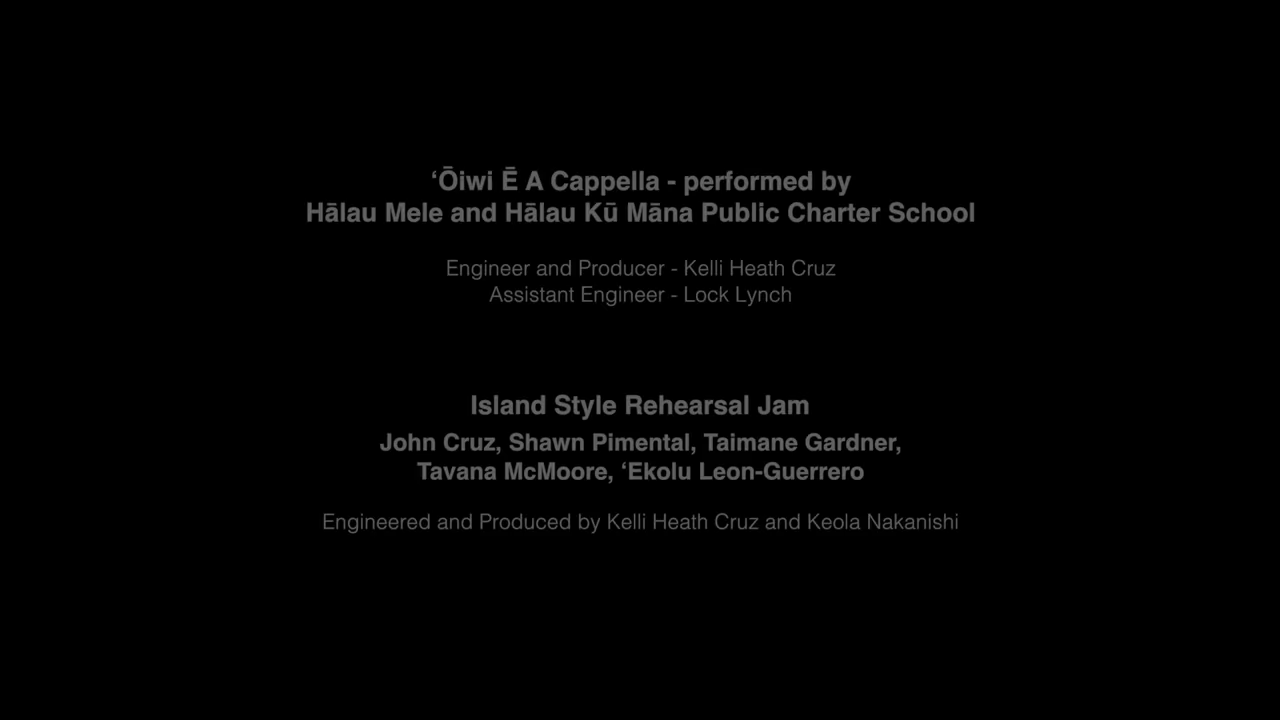 ʻŌiwi Ē A Cappella - performed by
Hālau Mele and Hālau Kū Māna Public Charter School
Engineer and Producer - Kelli Heath Cruz
Assistant Engineer - Lock Lynch
Island Style Rehearsal Jam
John Cruz, Shawn Pimental, Taimane Gardner,
Tavana McMoore, ʻEkolu Leon-Guerrero
Engineered and Produced by Kelli Heath Cruz and Keola Nakanishi